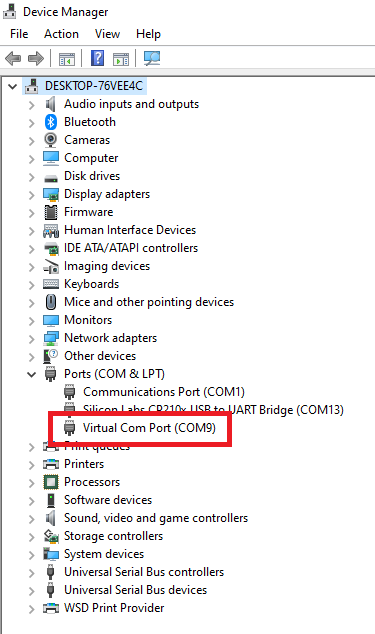 Device Manager
File Action View Help
DESKTOP-76VEE4C
Audio inputs and outputs
Bluetooth
Cameras
Computer
Disk drives
Display adapters
Firmware
Human Interface Devices
IDE ATA/ATAPI controllers
Imaging devices
Keyboards
Mice and other pointing devices
Monitors
Network adapters
Other devices
Ports (COM & LPT)
Communications Port (COM1)
Silicon Labs CP210x USB to UART Bridge (COM13)
Virtual Com Port (COM9)
Print queues
Printers
Processors
Software devices
Sound, video and game controllers
Storage controllers
System devices
Universal Serial Bus controllers
Universal Serial Bus devices
WSD Print Provider